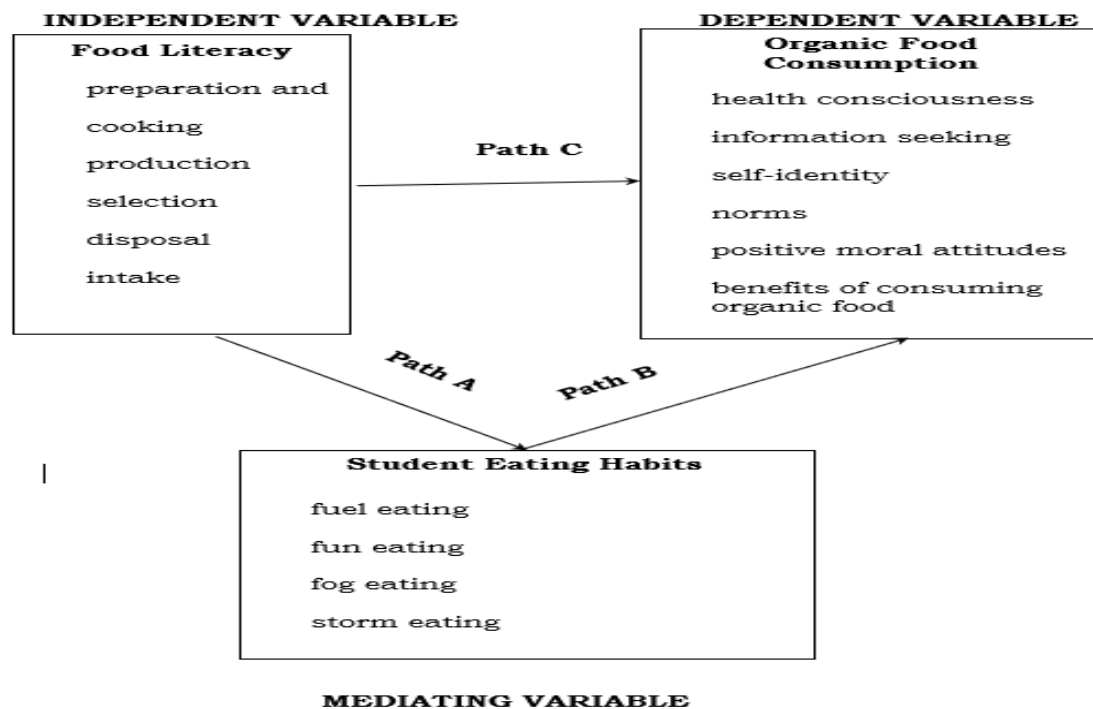 INDEPENDENT VARIABLE
Food Literacy
preparation and
cooking
production
selection
disposal
intake
Path C
DEPENDENT VARIABLE
Organic Food
Consumption
health consciousness
information seeking
self-identity
norms
positive moral attitudes
benefits of consuming
organic food
Path A
Path B
Student Eating Habits
fuel eating
fun eating
fog eating
storm eating
MEDIATING VARIABLE